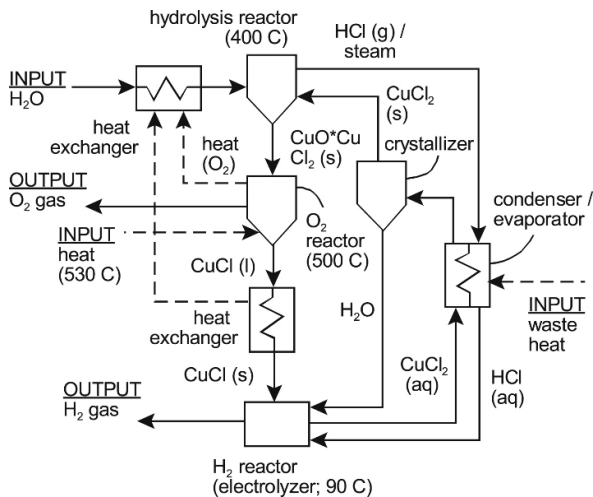 hydrolysis reactor
(400 C)
HCl (g) /
steam
INPUT
H₂O
CuCl₂
(s)
heat
exchanger
heat
(O₂)
CuO*Cu
Cl₂ (s)
crystallizer
OUTPUT
O₂ gas
condenser /
evaporator
INPUT
heat
(530 C)
O₂
reactor
(500 C)
CuCl (l)
H₂O
INPUT
waste
heat
heat
exchanger
CuCl₂
(aq)
HCl
(aq)
CuCl (s)
OUTPUT
H₂ gas
H₂ reactor
(electrolyzer; 90 C)